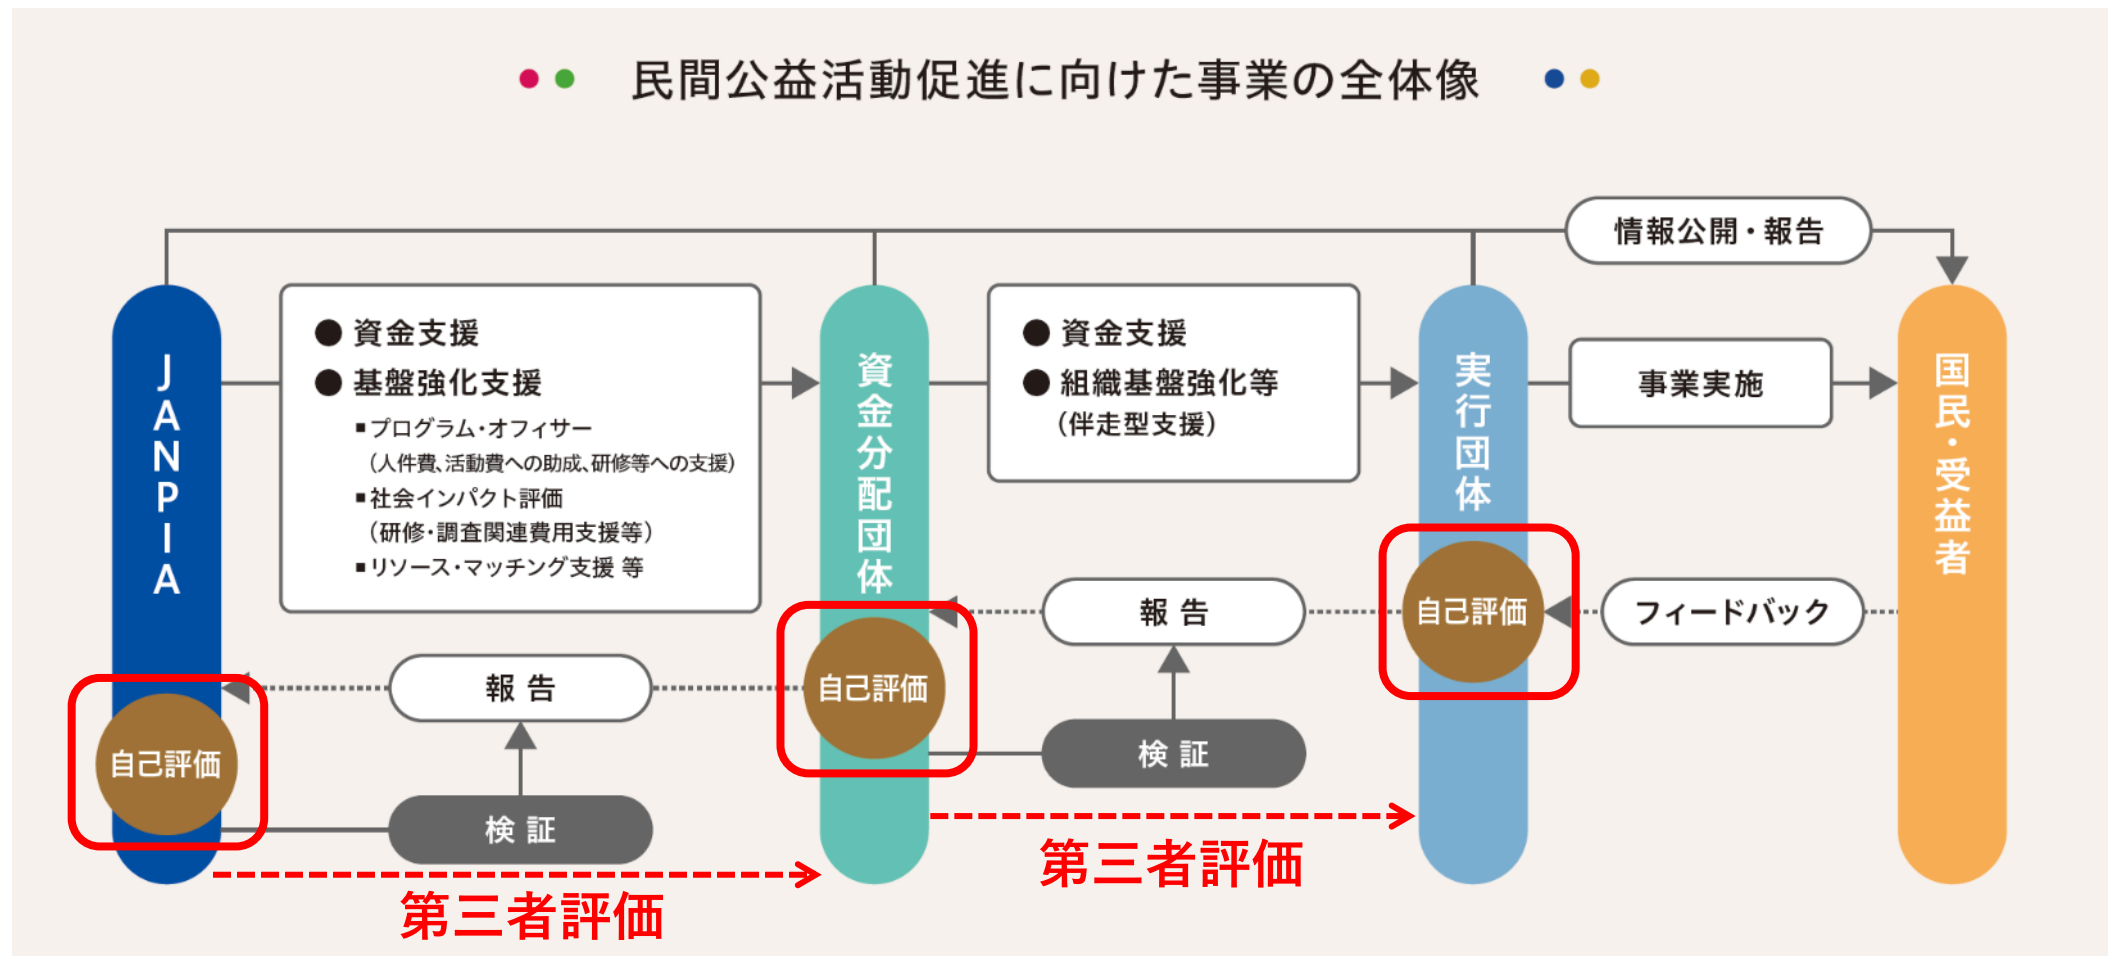 民間公益活動促進に向けた事業の全体像
情報公開・報告
JANPIA
● 資金支援
● 基盤強化支援
■プログラム・オフィサー
（人件費、活動費への助成、研修等への支援）
■社会インパクト評価
（研修・調査関連費用支援等）
■リソース・マッチング支援 等
資金分配団体
● 資金支援
● 組織基盤強化等
（伴走型支援）
実行団体
事業実施
国民・受益者
自己評価
報告
検証
自己評価
報告
検証
自己評価
フィードバック
第三者評価
第三者評価